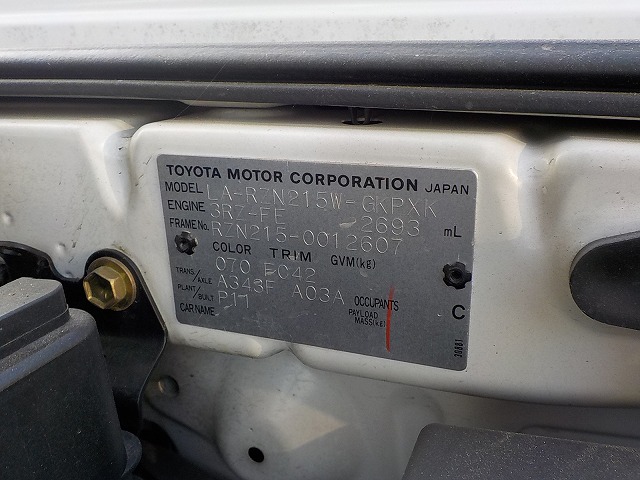 TOYOTA MOTOR CORPORATION JAPAN
MODEL LA-RZN215W-GKPXK
ENGINE 3RZ-FE 2693 mL
FRAME No. RZN215-0012607
COLOR TRIM GVM(kg)
070 FC42
TRANS/AXLE A343F A03A
PLANT/BUILT P11 OCCUPANTS
CAR NAME PAYLOAD MASS(kg) C